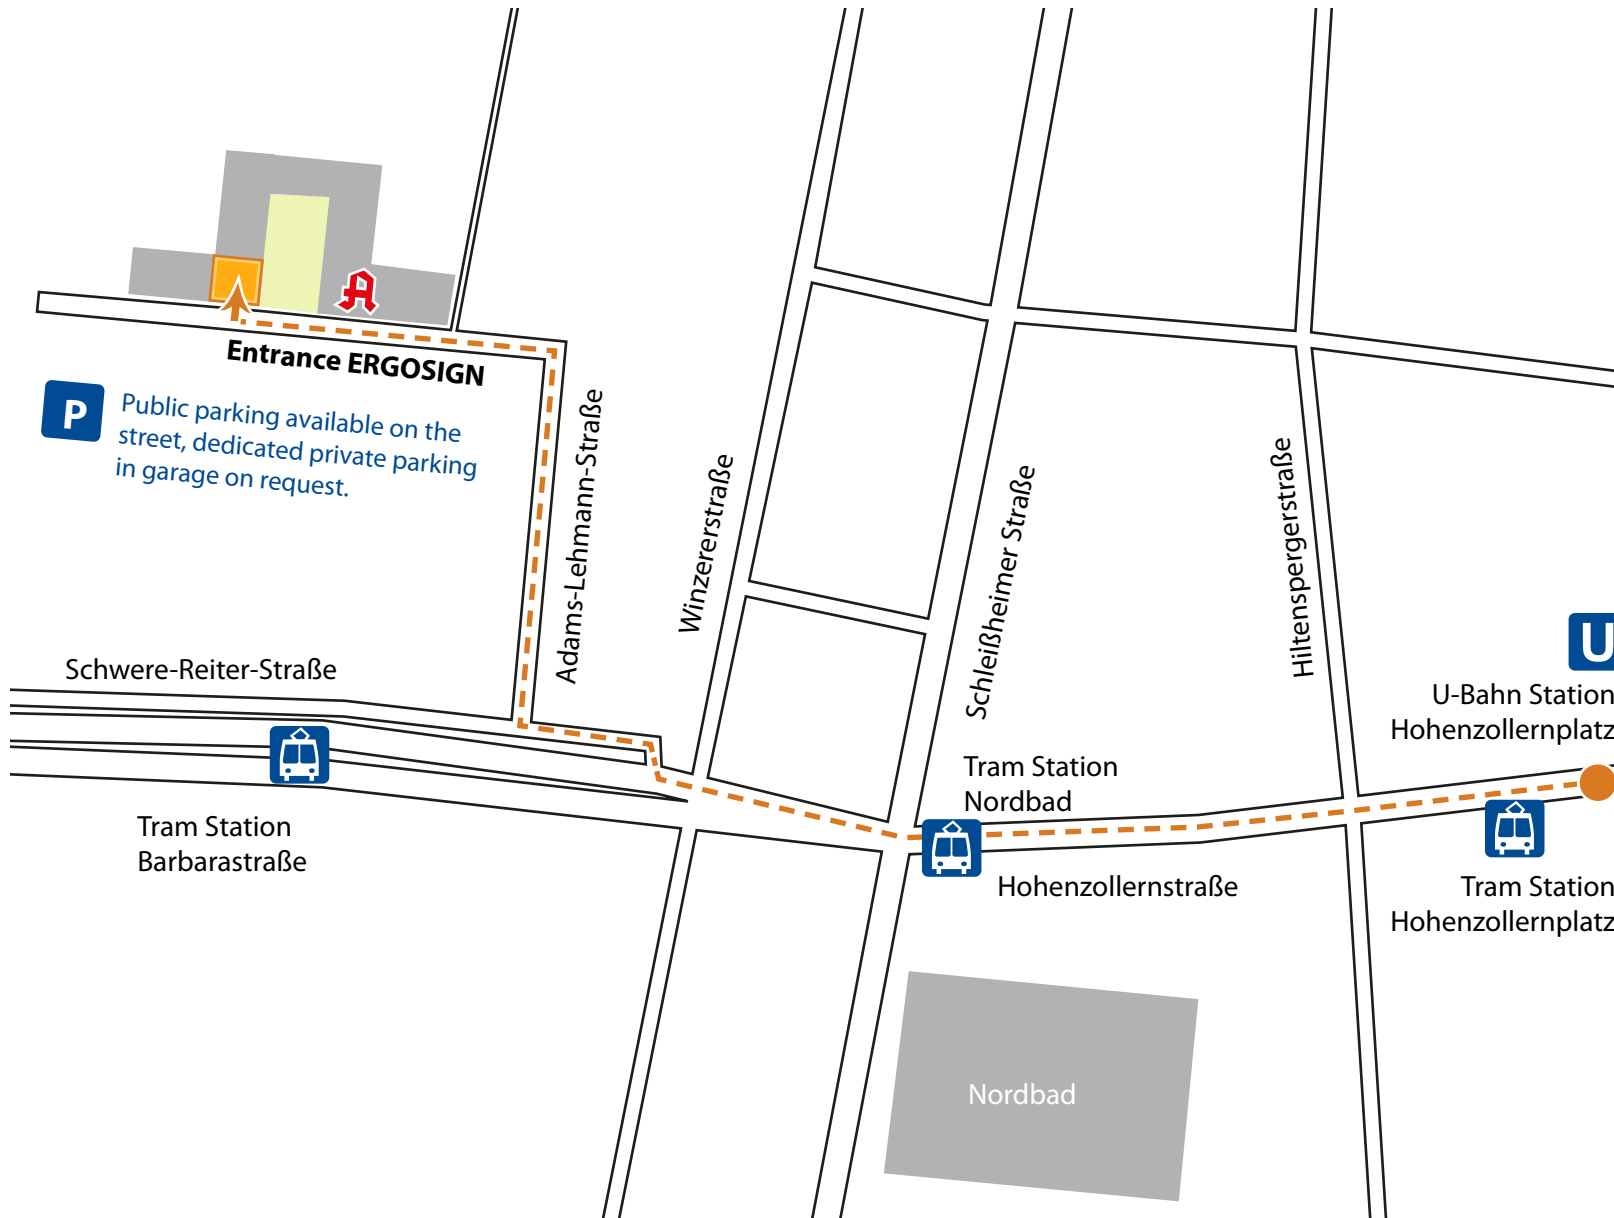 Entrance ERGOSIGN
P
Public parking available on the
street, dedicated private parking
in garage on request.
Adams-Lehmann-Straße
Winzererstraße
Schleißheimer Straße
Hiltenspergerstraße
Schwere-Reiter-Straße
U
U-Bahn Station
Hohenzollernplatz
Tram Station
Nordbad
Tram Station
Barbarastraße
Hohenzollernstraße
Tram Station
Hohenzollernplatz
Nordbad